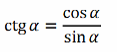 ctg α = cos α / sin α